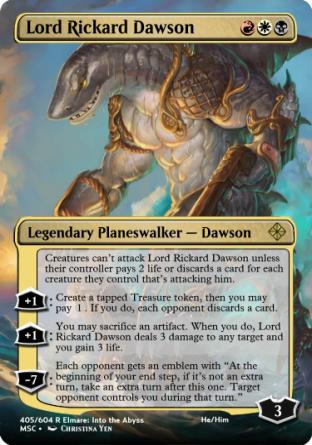 Lord Rickard Dawson
Legendary Planeswalker — Dawson
Creatures can't attack Lord Rickard Dawson unless
their controller pays 2 life or discards a card for each
creature they control that's attacking him.
+1: Create a tapped Treasure token, then you may
pay 1. If you do, each opponent discards a card.
+1: You may sacrifice an artifact. When you do, Lord
Rickard Dawson deals 3 damage to any target and
you gain 3 life.
-7: Each opponent gets an emblem with "At the
beginning of your end step, if it's not an extra
turn, take an extra turn after this one. Target
opponent controls you during that turn."
3
405/604 R Elmare: Into the Abyss He/Him
MSC • Christina Yen